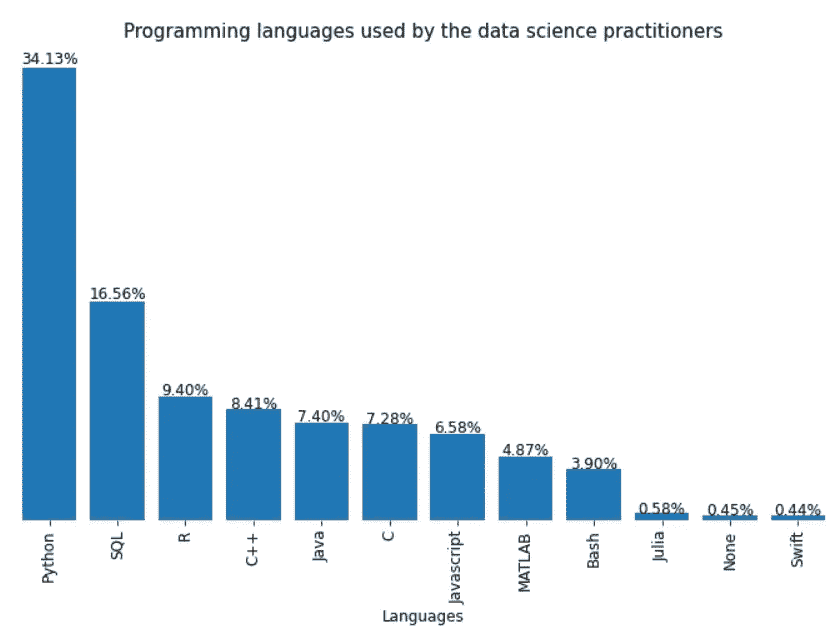 Programming languages used by the data science practitioners
34.13%
16.56%
9.40%
8.41%
7.40%
7.28%
6.58%
4.87%
3.90%
0.58%
0.45%
0.44%
Python
SQL
R
C++
Java
C
Javascript
MATLAB
Bash
Julia
None
Swift
Languages